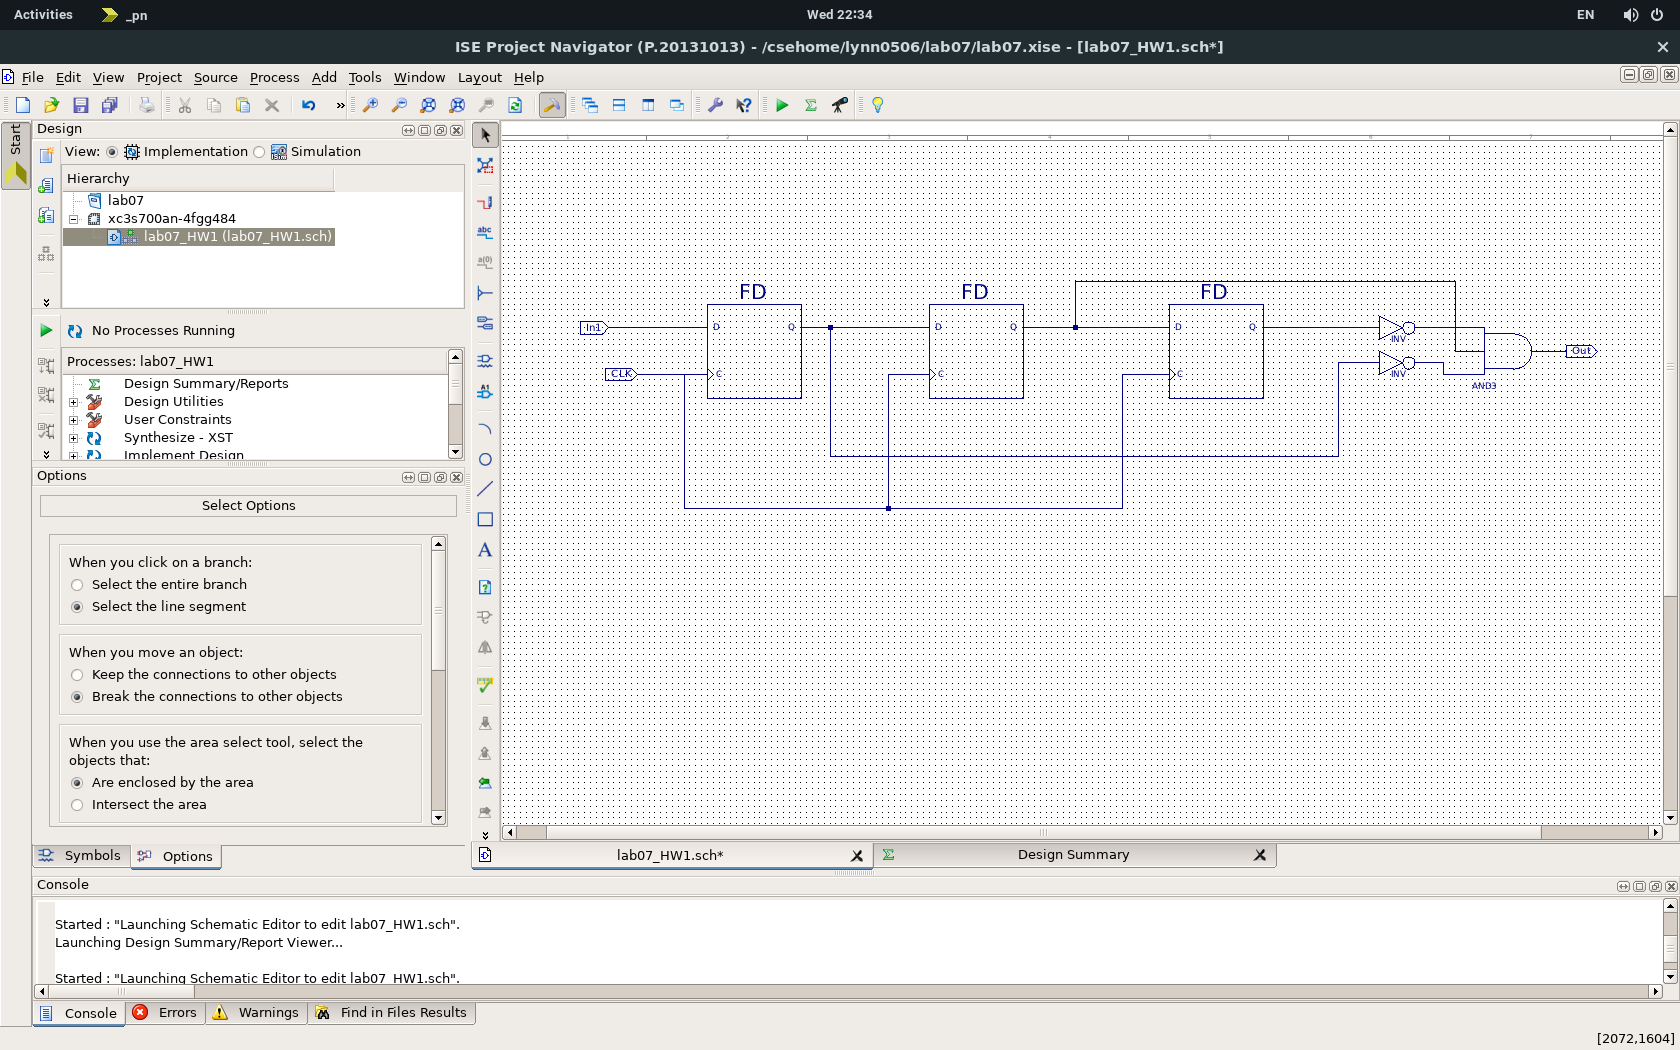 Activities _pn Wed 22:34 EN
ISE Project Navigator (P.20131013) - /csehome/lynn0506/lab07/lab07.xise - [lab07_HW1.sch*]
File Edit View Project Source Process Add Tools Window Layout Help
Start
Design
View: Implementation Simulation
Hierarchy
lab07
xc3s700an-4fgg484
lab07_HW1 (lab07_HW1.sch)
No Processes Running
Processes: lab07_HW1
Design Summary/Reports
Design Utilities
User Constraints
Synthesize - XST
Implement Design
Options
Select Options
When you click on a branch:
Select the entire branch
Select the line segment
When you move an object:
Keep the connections to other objects
Break the connections to other objects
When you use the area select tool, select the
objects that:
Are enclosed by the area
Intersect the area
Symbols Options
abc
a(0)
A1
A
FD FD FD
In1 D Q D Q D Q INV
Out
CLK C C C INV
AND3
lab07_HW1.sch* Design Summary
Console
Started : "Launching Schematic Editor to edit lab07_HW1.sch".
Launching Design Summary/Report Viewer...
Started : "Launching Schematic Editor to edit lab07_HW1.sch".
Console Errors Warnings Find in Files Results
[2072,1604]